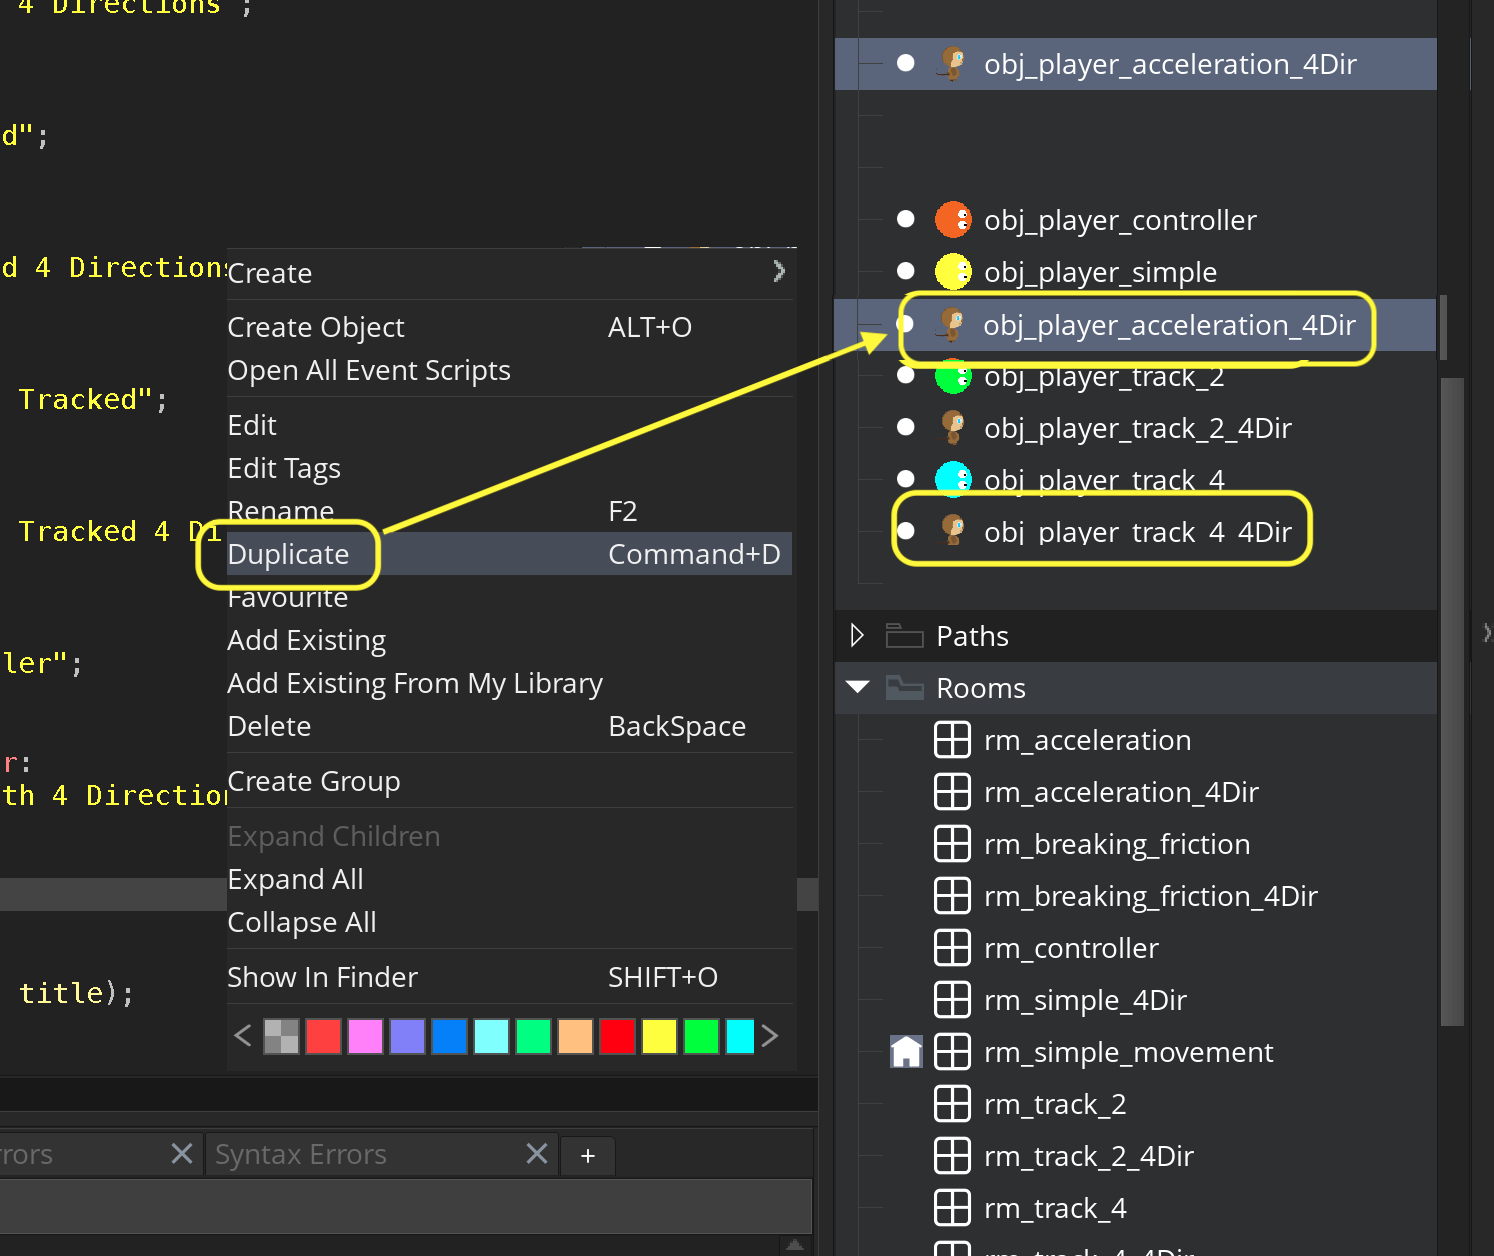 4 Directions ;
d";
d 4 Directions
Tracked";
Tracked 4 Di
ler";
r:
th 4 Direction
title);
Create
Create Object ALT+O
Open All Event Scripts
Edit
Edit Tags
Rename F2
Duplicate Command+D
Favourite
Add Existing
Add Existing From My Library
Delete BackSpace
Create Group
Expand Children
Expand All
Collapse All
Show In Finder SHIFT+O
rrors
Syntax Errors
+
obj_player_acceleration_4Dir
obj_player_controller
obj_player_simple
obj_player_acceleration_4Dir
obj_player_track_2
obj_player_track_2_4Dir
obj_player_track_4
obj_player_track_4_4Dir
Paths
Rooms
rm_acceleration
rm_acceleration_4Dir
rm_breaking_friction
rm_breaking_friction_4Dir
rm_controller
rm_simple_4Dir
rm_simple_movement
rm_track_2
rm_track_2_4Dir
rm_track_4
rm_track_4_4Dir